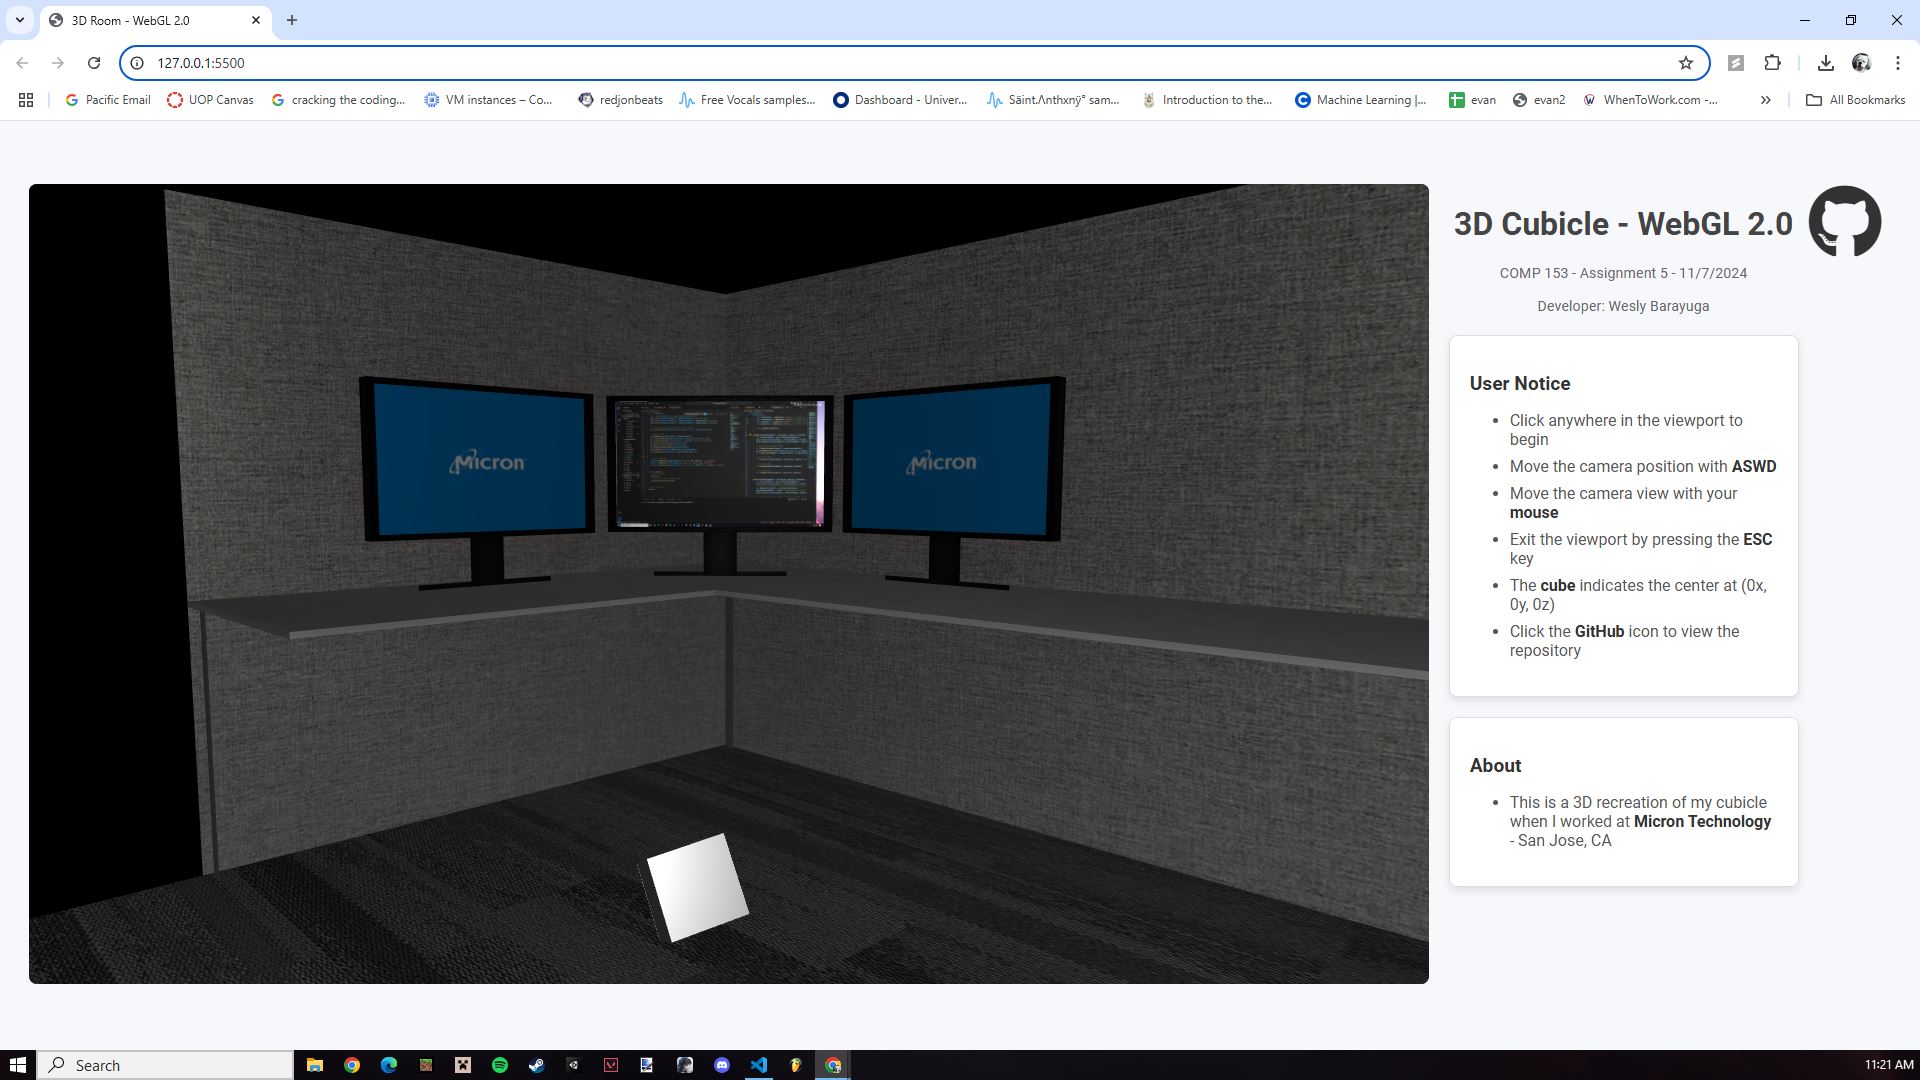 3D Room - WebGL 2.0
127.0.0.1:5500
Pacific Email
UOP Canvas
cracking the coding...
VM instances – Co...
redjonbeats
Free Vocals samples...
Dashboard - Univer...
Säint.Λnthxnÿ° sam...
Introduction to the...
Machine Learning |...
evan
evan2
WhenToWork.com -...
All Bookmarks
3D Cubicle - WebGL 2.0
COMP 153 - Assignment 5 - 11/7/2024
Developer: Wesly Barayuga
Micron
Micron
User Notice
• Click anywhere in the viewport to
begin
• Move the camera position with ASWD
• Move the camera view with your
mouse
• Exit the viewport by pressing the ESC
key
• The cube indicates the center at (0x,
0y, 0z)
• Click the GitHub icon to view the
repository
About
• This is a 3D recreation of my cubicle
when I worked at Micron Technology
- San Jose, CA
Search
11:21 AM